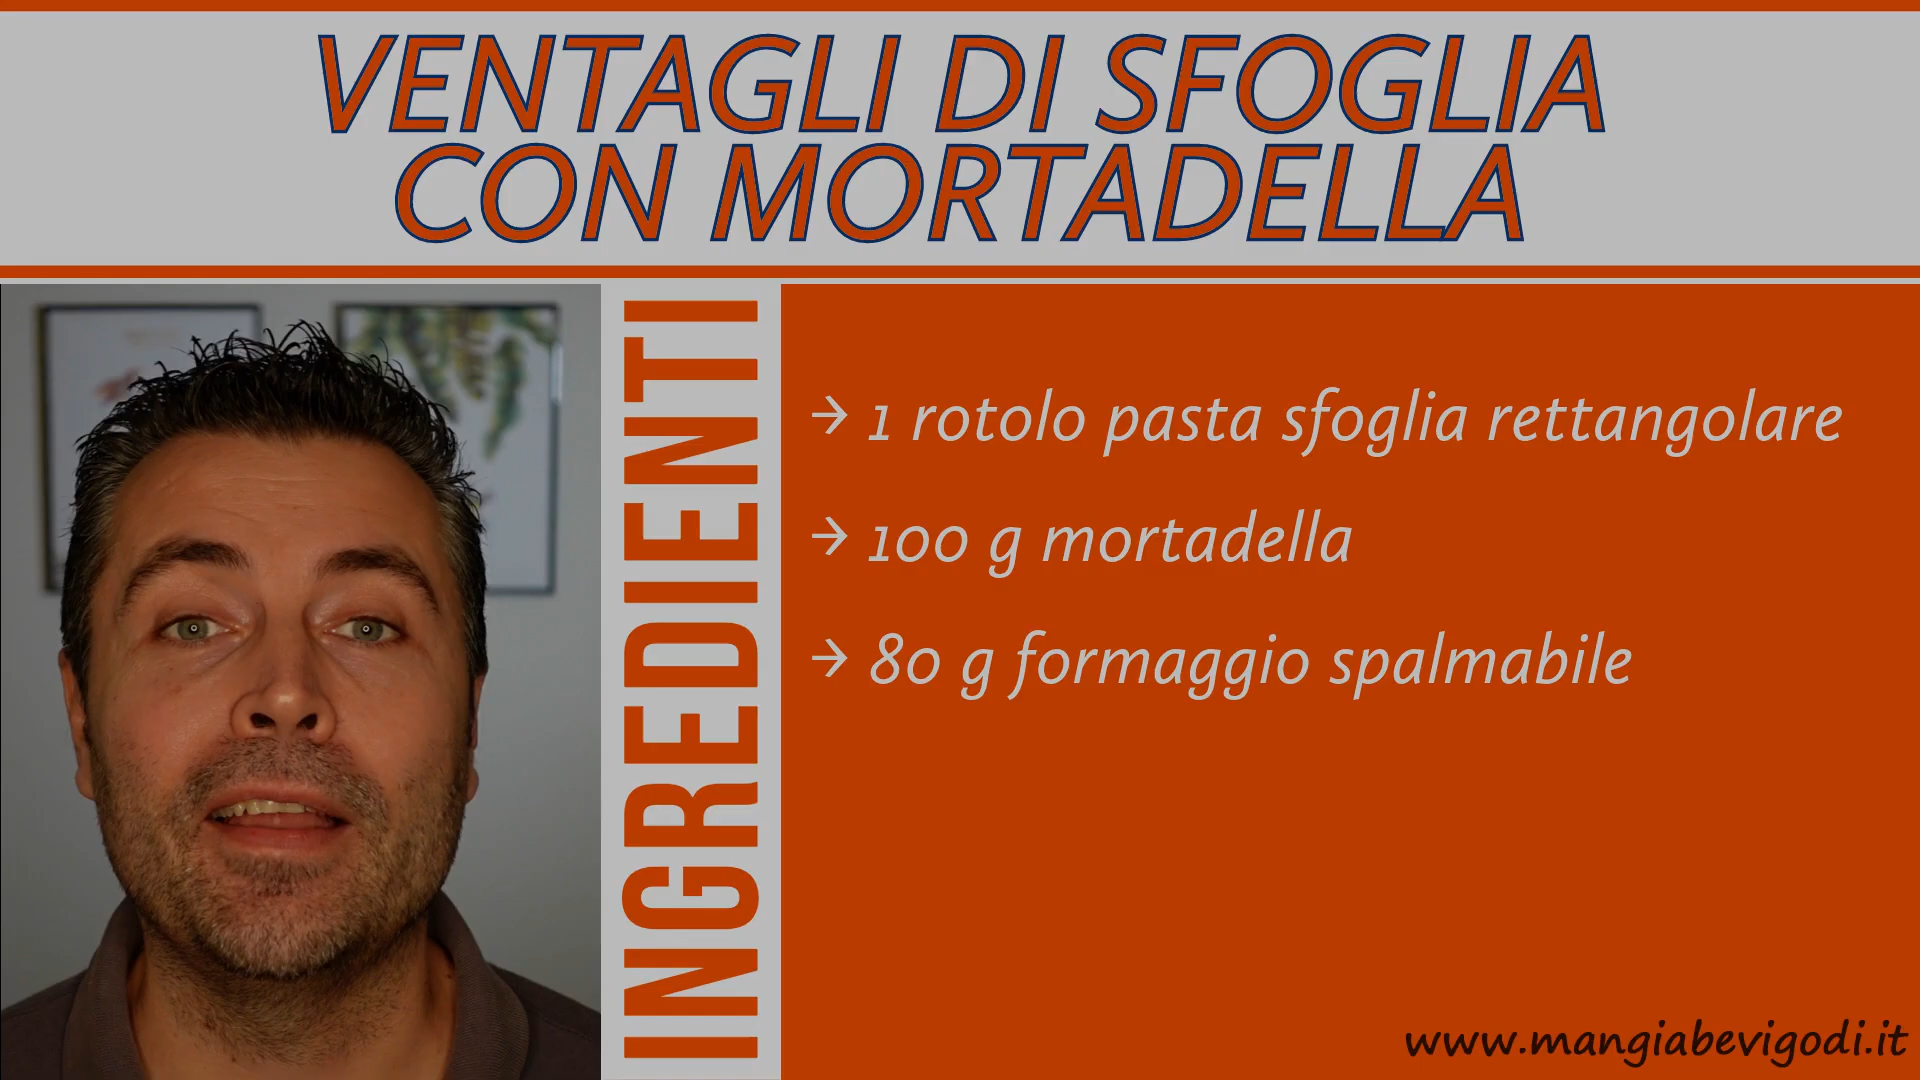 VENTAGLI DI SFOGLIA
CON MORTADELLA
INGREDIENTI
→ 1 rotolo pasta sfoglia rettangolare
→ 100 g mortadella
→ 80 g formaggio spalmabile
www.mangiabevigodi.it